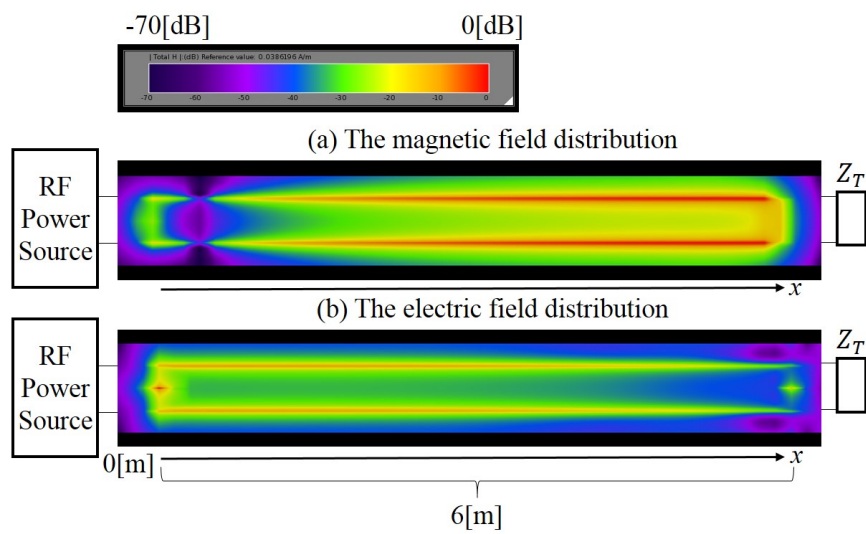 -70[dB] 0[dB]
| Total H | (dB) Reference value: 0.0386196 A/m
-70 -60 -50 -40 -30 -20 -10 0
(a) The magnetic field distribution
RF
Power
Source
Z_T
x
(b) The electric field distribution
RF
Power
Source
Z_T
0[m]
x
6[m]